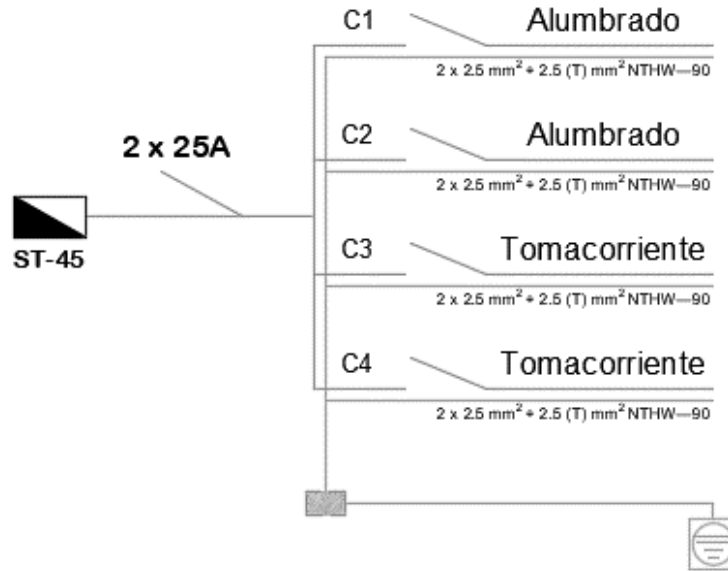 C1 Alumbrado
2 x 2.5 mm² + 2.5 (T) mm² NTHW—90
C2 Alumbrado
2 x 2.5 mm² + 2.5 (T) mm² NTHW—90
2 x 25A
ST-45
C3 Tomacorriente
2 x 2.5 mm² + 2.5 (T) mm² NTHW—90
C4 Tomacorriente
2 x 2.5 mm² + 2.5 (T) mm² NTHW—90